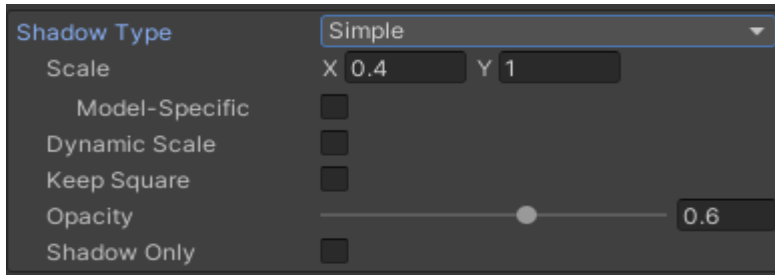 Shadow Type Simple
Scale X 0.4 Y 1
Model-Specific
Dynamic Scale
Keep Square
Opacity 0.6
Shadow Only